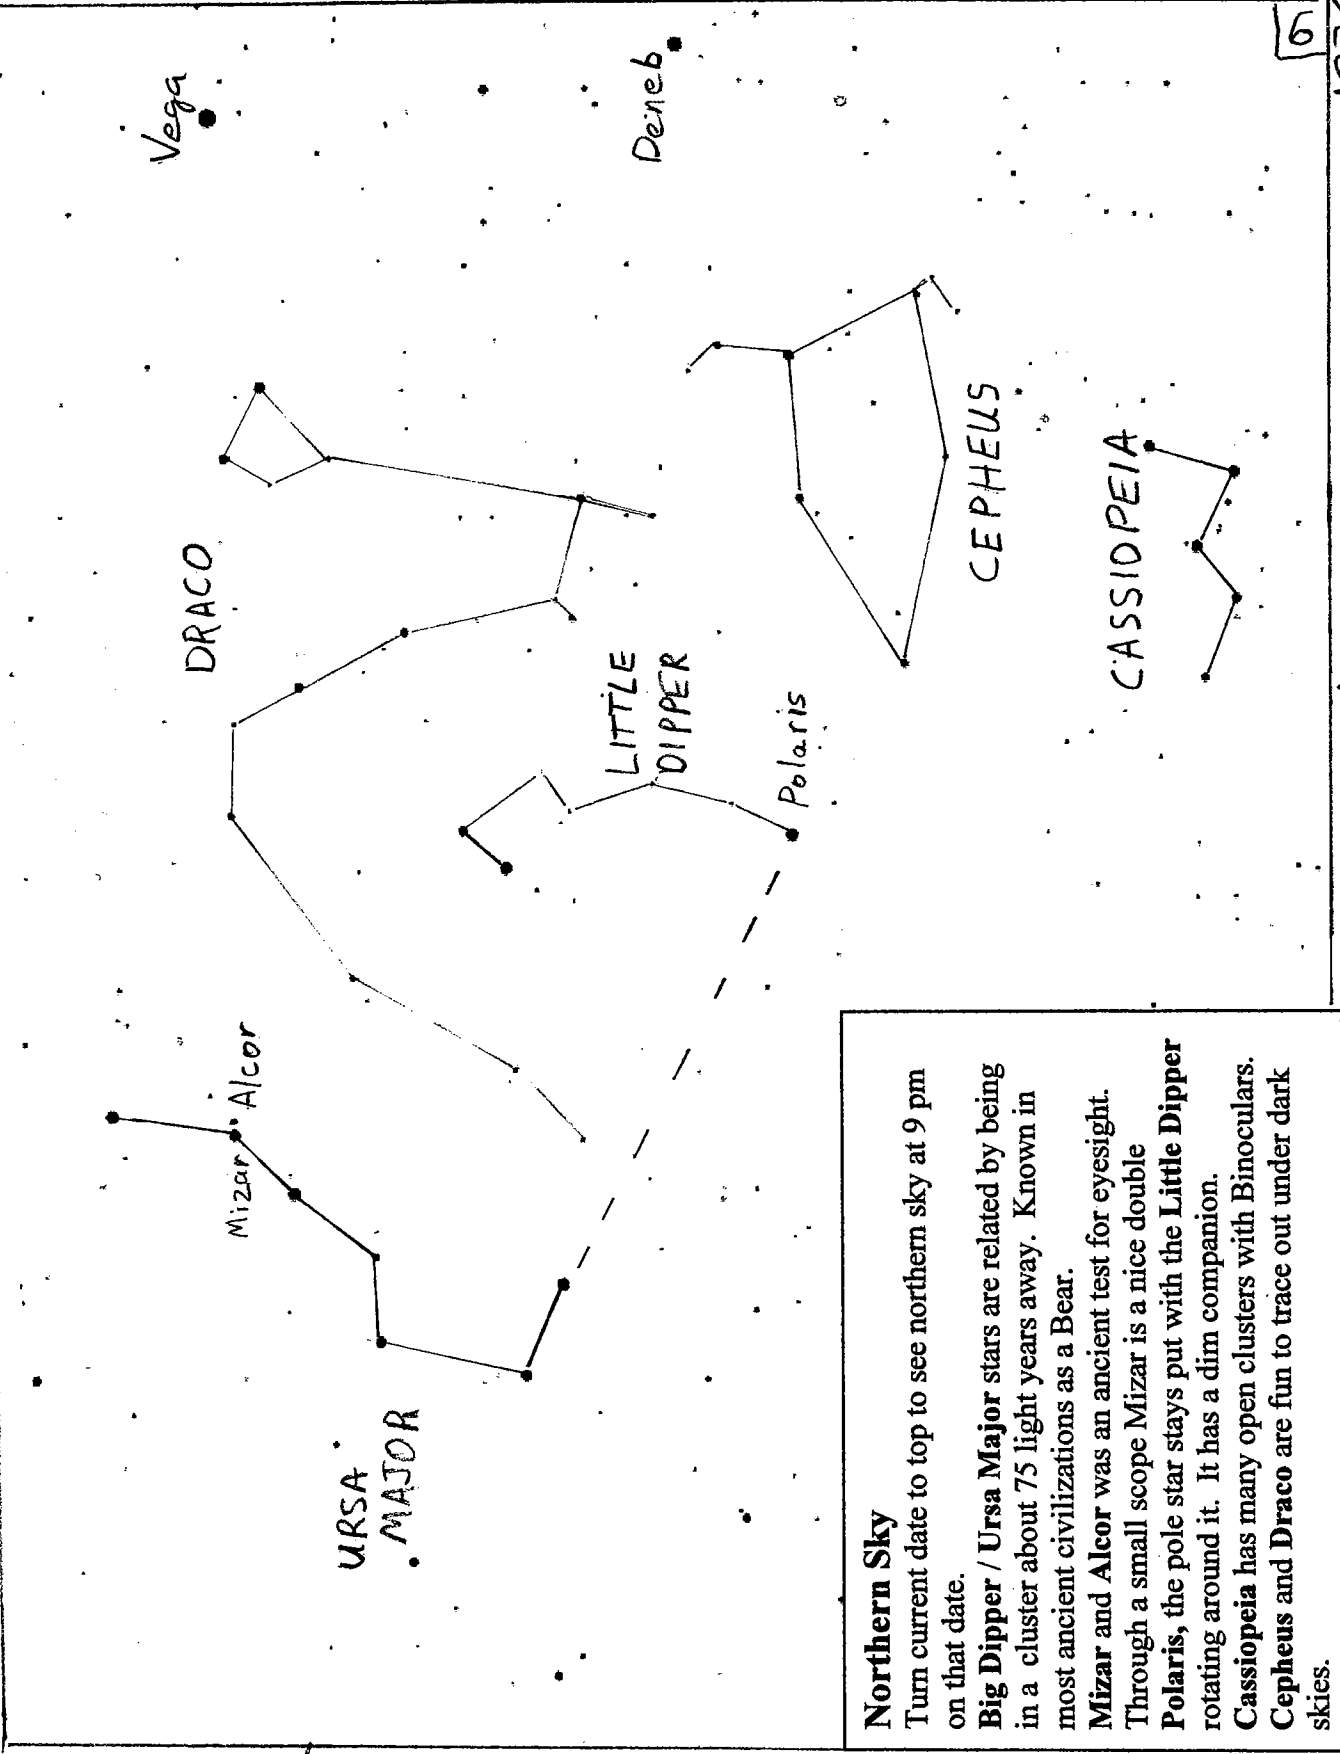 6
Vega
Deneb
DRACO
LITTLE
DIPPER
Polaris
CEPHEUS
CASSIOPEIA
Mizar
Alcor
URSA
MAJOR
Northern Sky
Turn current date to top to see northern sky at 9 pm
on that date.
Big Dipper / Ursa Major stars are related by being
in a cluster about 75 light years away. Known in
most ancient civilizations as a Bear.
Mizar and Alcor was an ancient test for eyesight.
Through a small scope Mizar is a nice double
Polaris, the pole star stays put with the Little Dipper
rotating around it. It has a dim companion.
Cassiopeia has many open clusters with Binoculars.
Cepheus and Draco are fun to trace out under dark
skies.